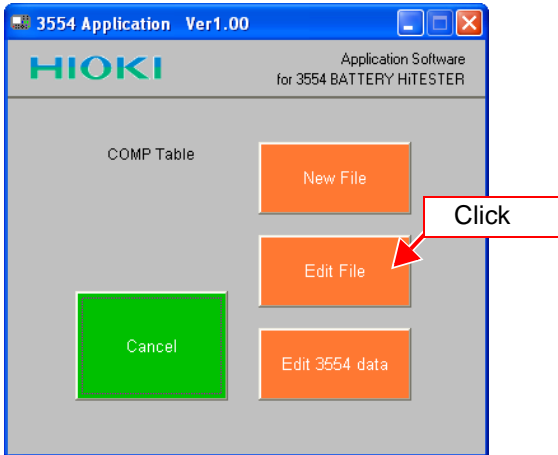 3554 Application Ver1.00
HIOKI
Application Software
for 3554 BATTERY HiTESTER
COMP Table
New File
Click
Edit File
Cancel
Edit 3554 data